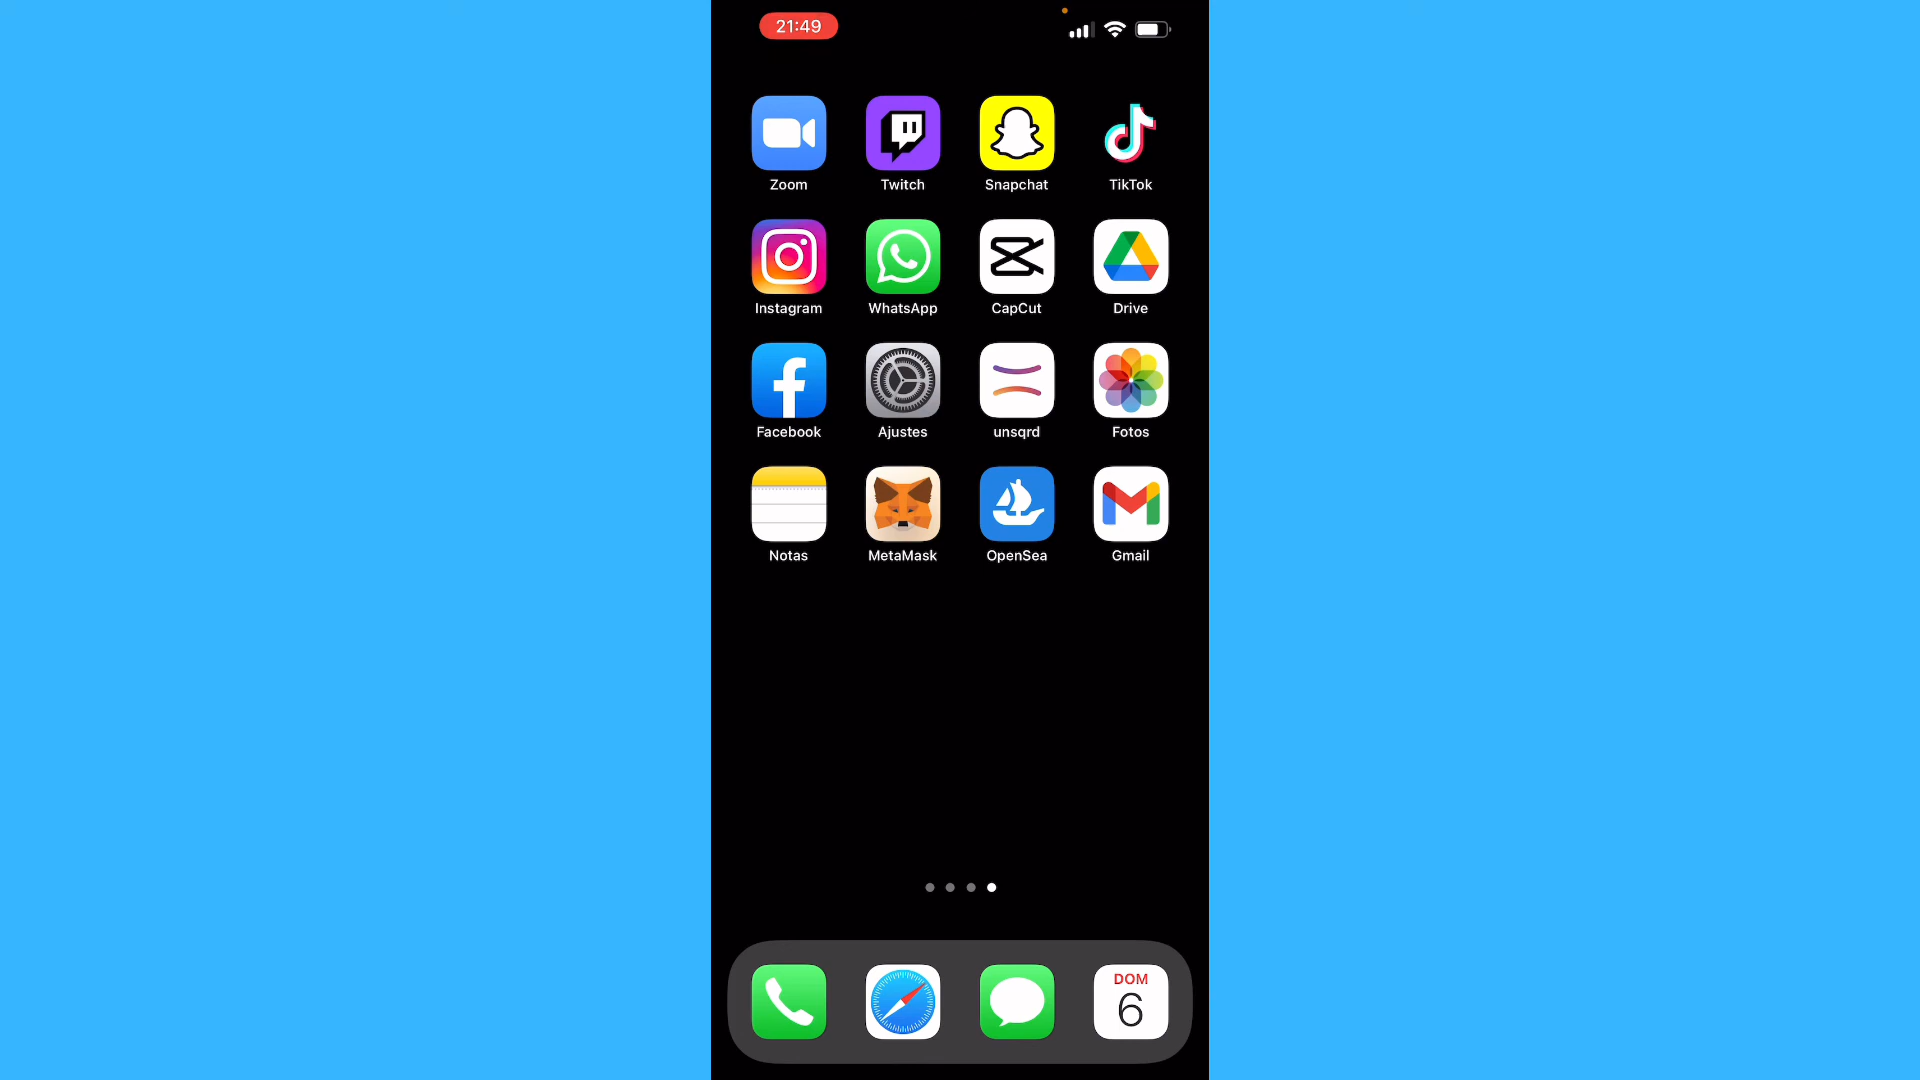 21:49
Zoom Twitch Snapchat TikTok
Instagram WhatsApp CapCut Drive
Facebook Ajustes unsqrd Fotos
Notas MetaMask OpenSea Gmail
DOM
6